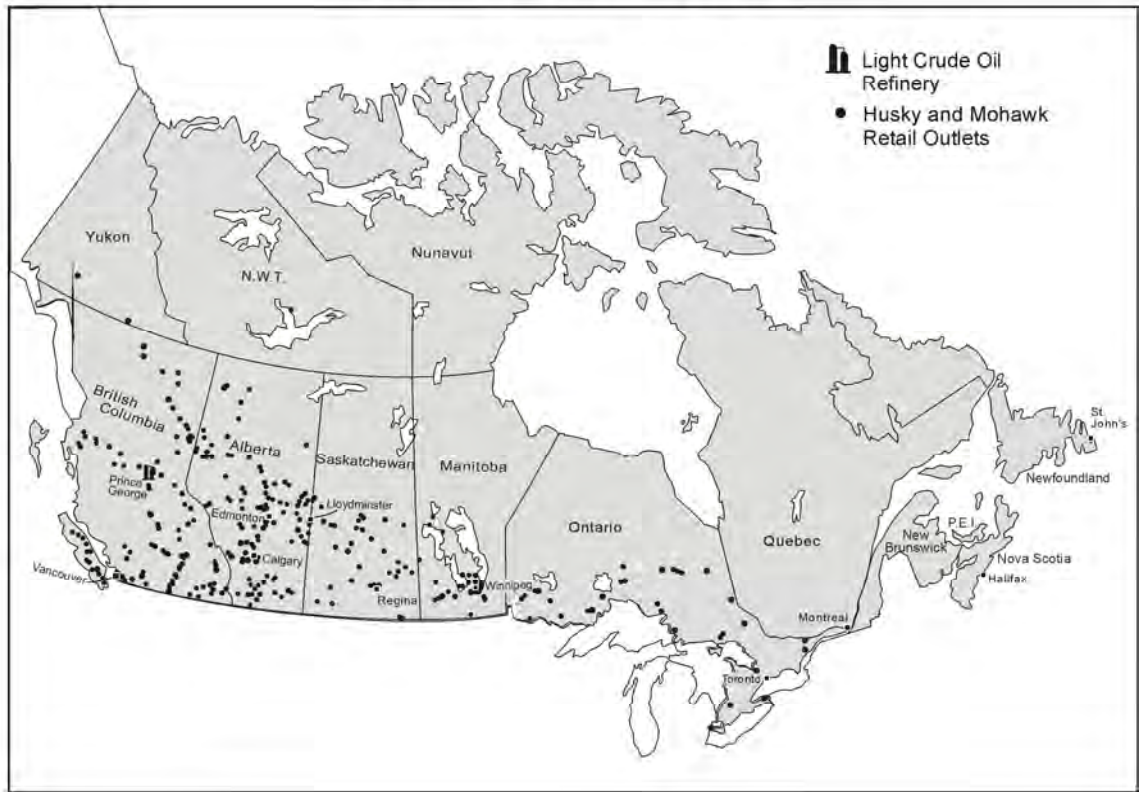 Light Crude Oil
Refinery
Husky and Mohawk
Retail Outlets
Yukon
N.W.T.
Nunavut
British
Columbia
Alberta
Saskatchewan
Manitoba
Prince
George
Edmonton
Lloydminster
Calgary
Vancouver
Regina
Winnipeg
Ontario
Quebec
Montreal
Toronto
St.
John's
Newfoundland
P.E.I.
New
Brunswick
Nova Scotia
Halifax